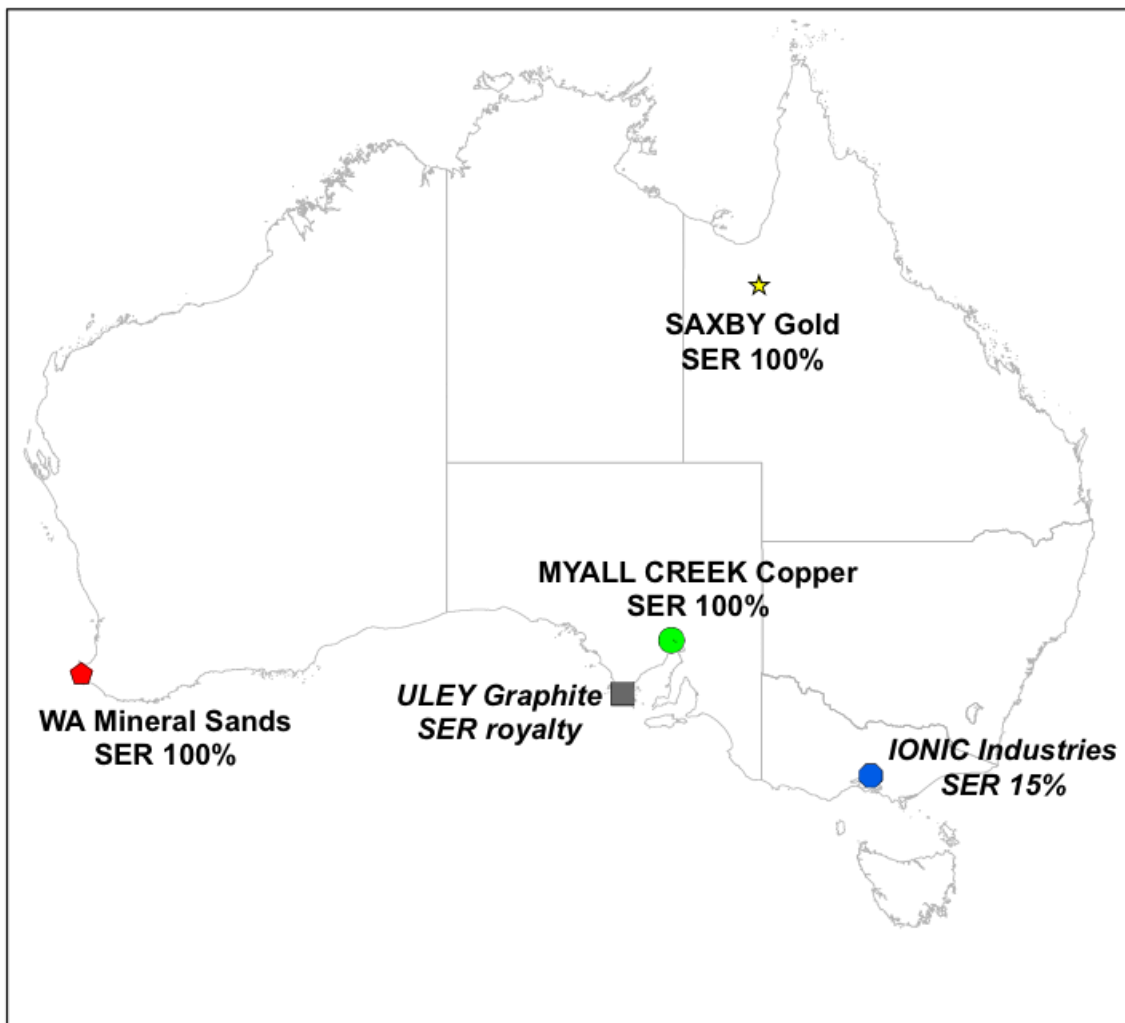 SAXBY Gold
SER 100%
MYALL CREEK Copper
SER 100%
ULEY Graphite
SER royalty
WA Mineral Sands
SER 100%
IONIC Industries
SER 15%